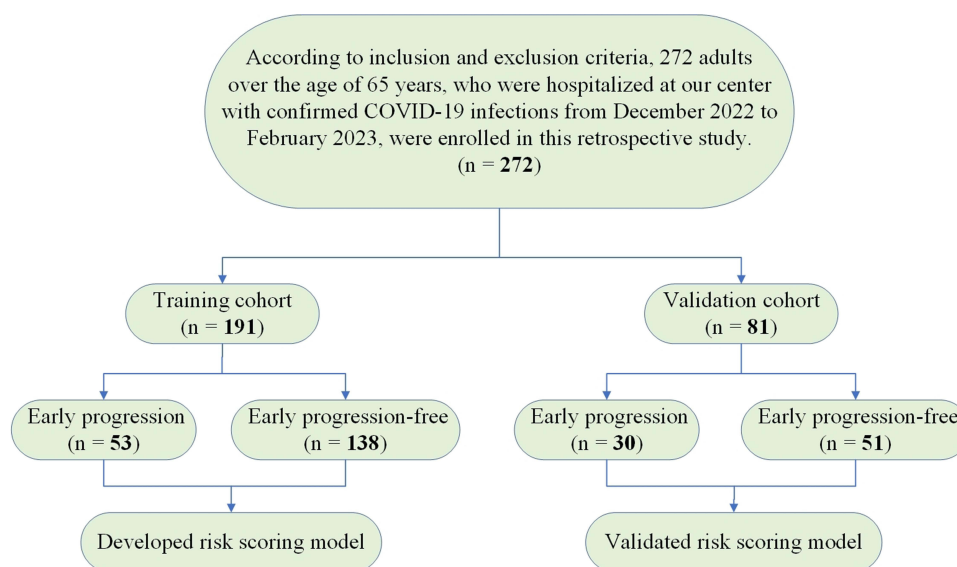 According to inclusion and exclusion criteria, 272 adults
over the age of 65 years, who were hospitalized at our center
with confirmed COVID-19 infections from December 2022 to
February 2023, were enrolled in this retrospective study.
(n = 272)
Training cohort
(n = 191)
Validation cohort
(n = 81)
Early progression
(n = 53)
Early progression-free
(n = 138)
Early progression
(n = 30)
Early progression-free
(n = 51)
Developed risk scoring model
Validated risk scoring model